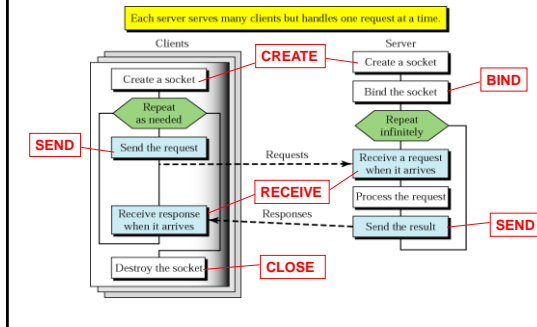 Each server serves many clients but handles one request at a time.
Clients
Server
CREATE
Create a socket
Create a socket
BIND
Bind the socket
Repeat
as needed
Repeat
infinitely
SEND
Send the request
Requests
Receive a request
when it arrives
RECEIVE
Process the request
Receive response
when it arrives
Responses
Send the result
SEND
Destroy the socket
CLOSE